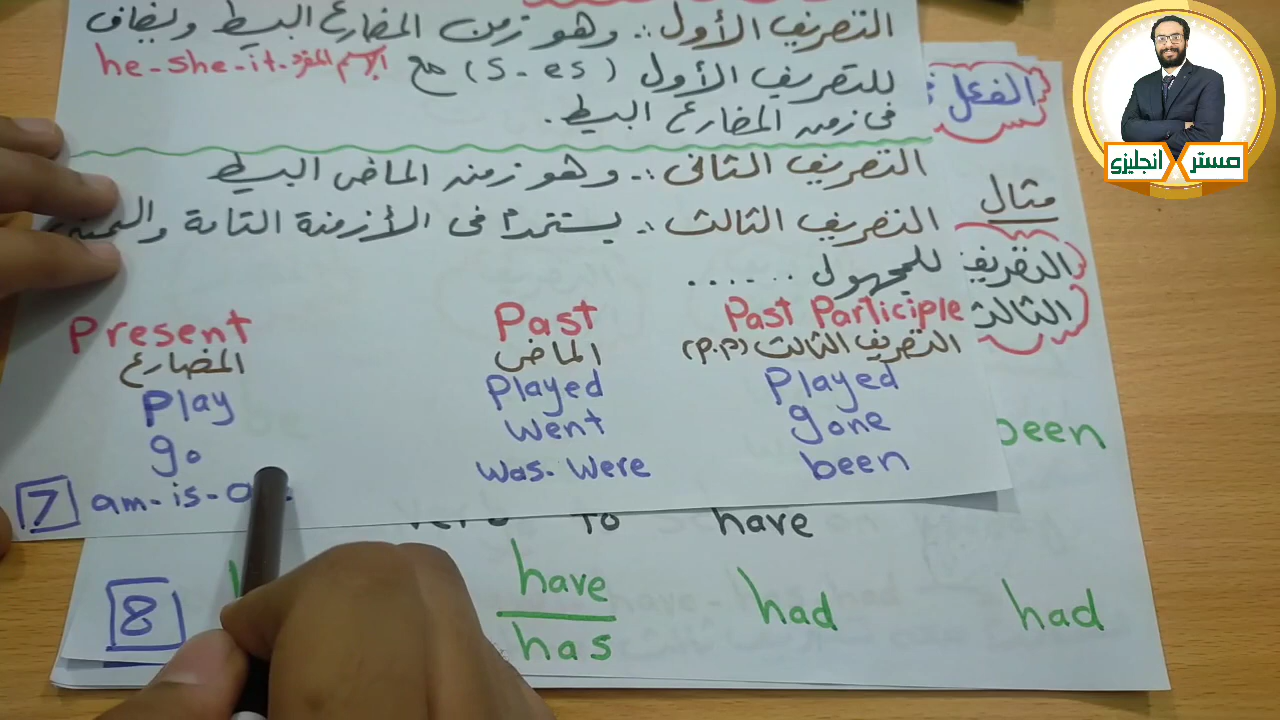 التصريف الأول :. وهو زمن المضارع البسيط ويضاف
للتصريف الأول (s - es) مع الإسم المفرد - he - she - it
فى زمن المضارع البسيط.
التصريف الثانى :. وهو زمن الماضى البسيط
التصريف الثالث :. يستخدم فى الأزمنة التامة
للمجهول ......
Present Past Past Participle
المضارع الماضى التصريف الثالث (p.p)
Play Played Played
go went gone
am - is - was - were been
7
الفعل
مثال
التصريف
الثالث
been
to have
8 have had had
has
مستر X انجليزي